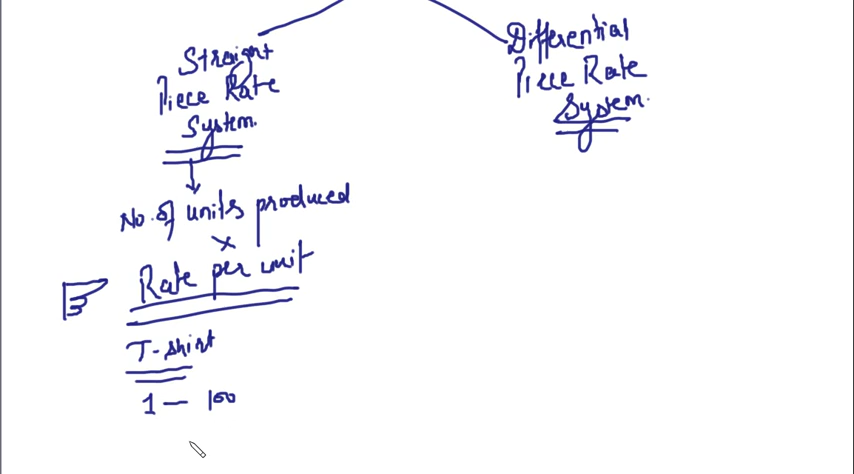 Straight
Piece Rate
System.
No. of units produced
×
Rate per unit
T-shirt
1 — 100
Differential
Piece Rate
System.